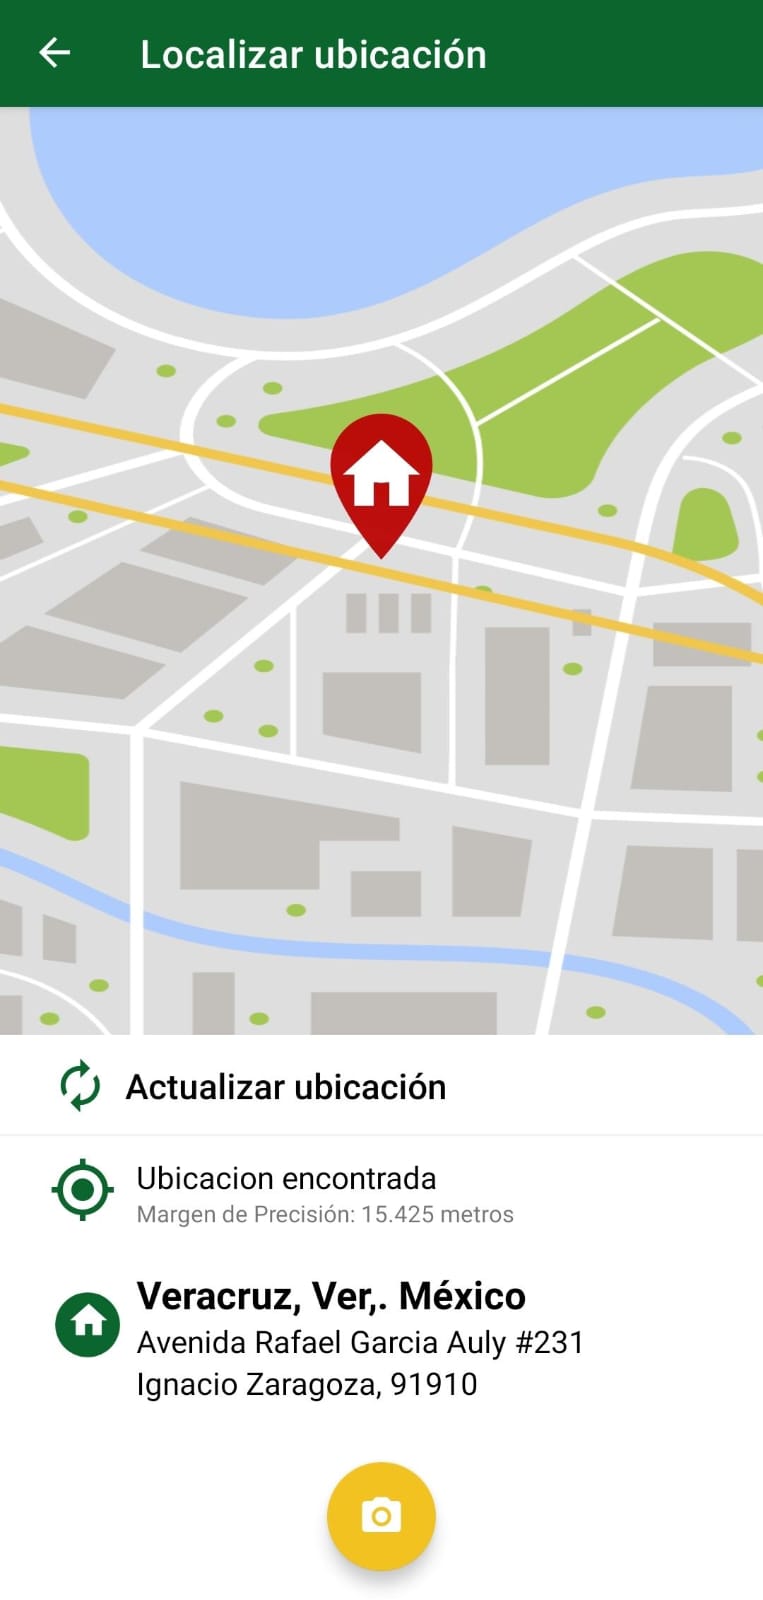 Localizar ubicación
Actualizar ubicación
Ubicacion encontrada
Margen de Precisión: 15.425 metros
Veracruz, Ver,. México
Avenida Rafael Garcia Auly #231
Ignacio Zaragoza, 91910